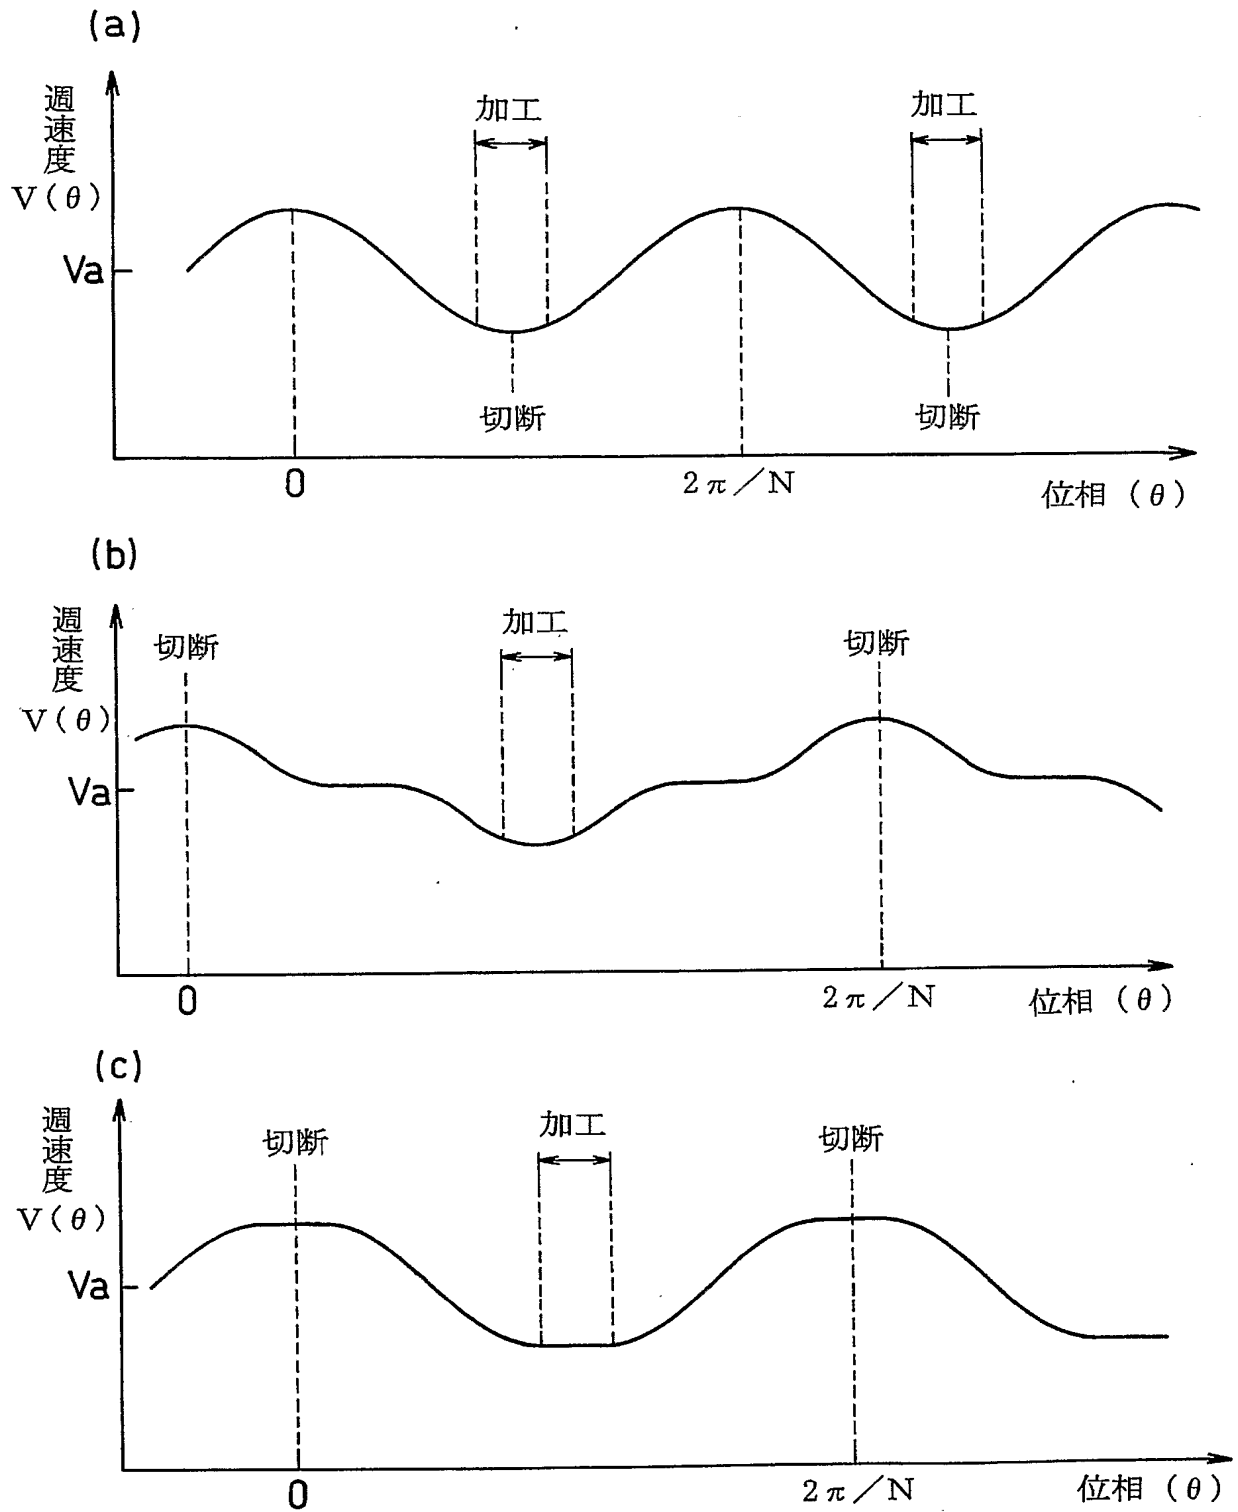 (a)
週速度
V(θ)
Va
加工
加工
切断
切断
0
2π/N
位相 (θ)
(b)
週速度
V(θ)
Va
切断
加工
切断
0
2π/N
位相 (θ)
(c)
週速度
V(θ)
Va
切断
加工
切断
0
2π/N
位相 (θ)